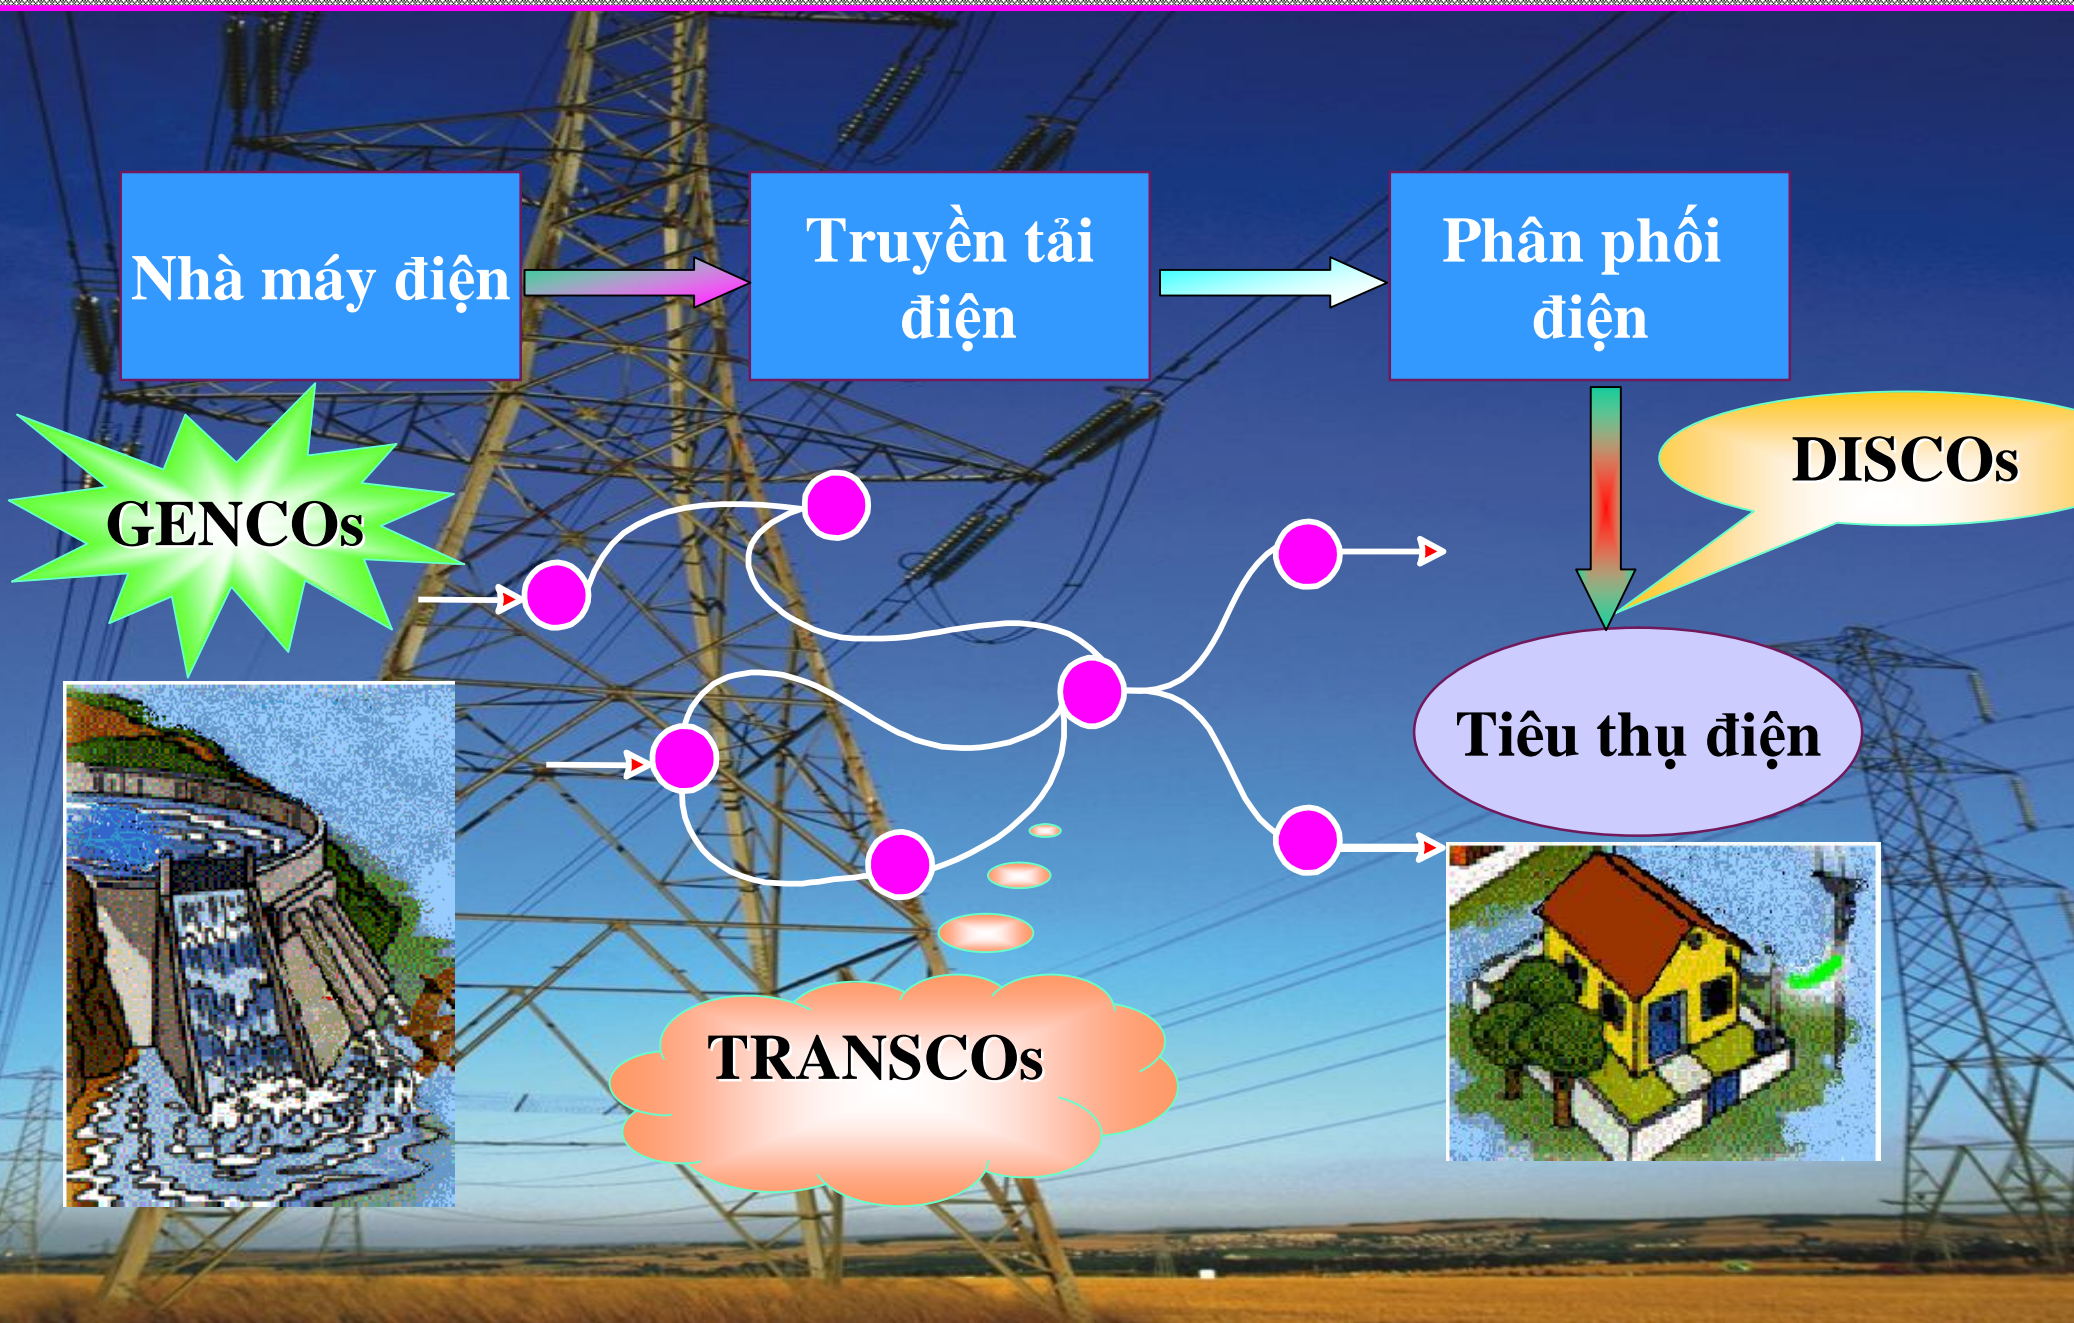 Nhà máy điện
Truyền tải
điện
Phân phối
điện
GENCOs
DISCOs
Tiêu thụ điện
TRANSCOs